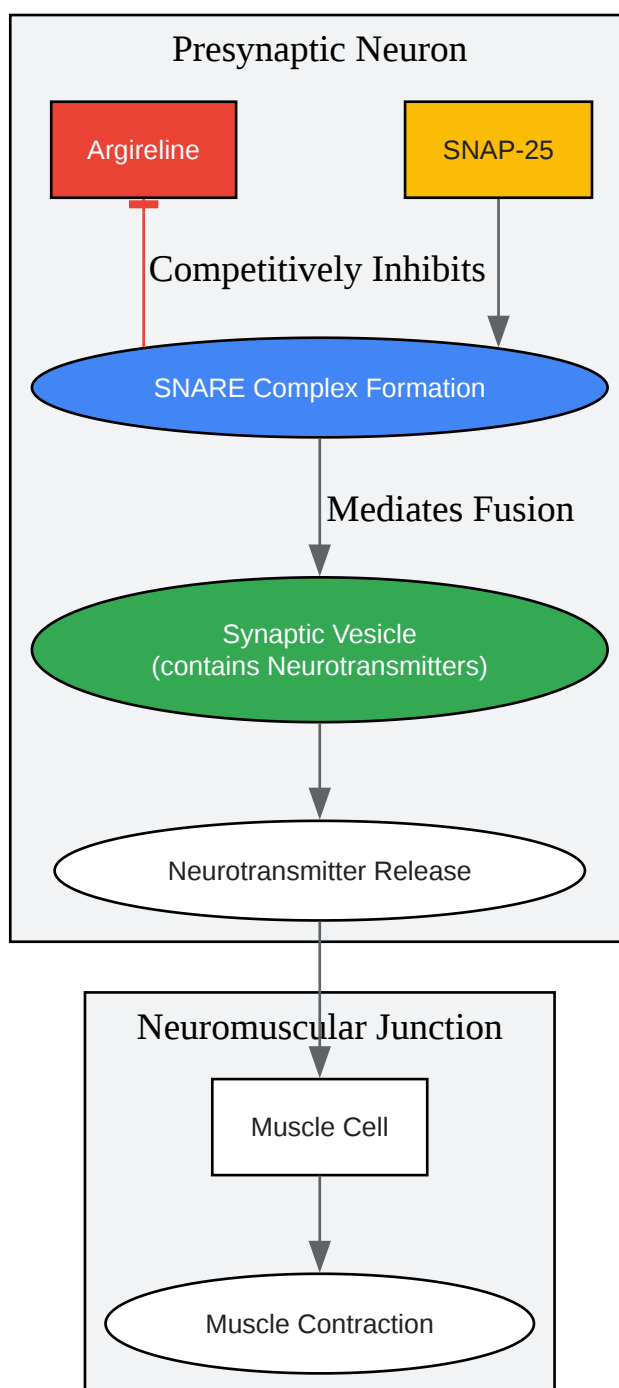 Presynaptic Neuron
Argireline
SNAP-25
Competitively Inhibits
SNARE Complex Formation
Mediates Fusion
Synaptic Vesicle
(contains Neurotransmitters)
Neurotransmitter Release
Neuromuscular Junction
Muscle Cell
Muscle Contraction